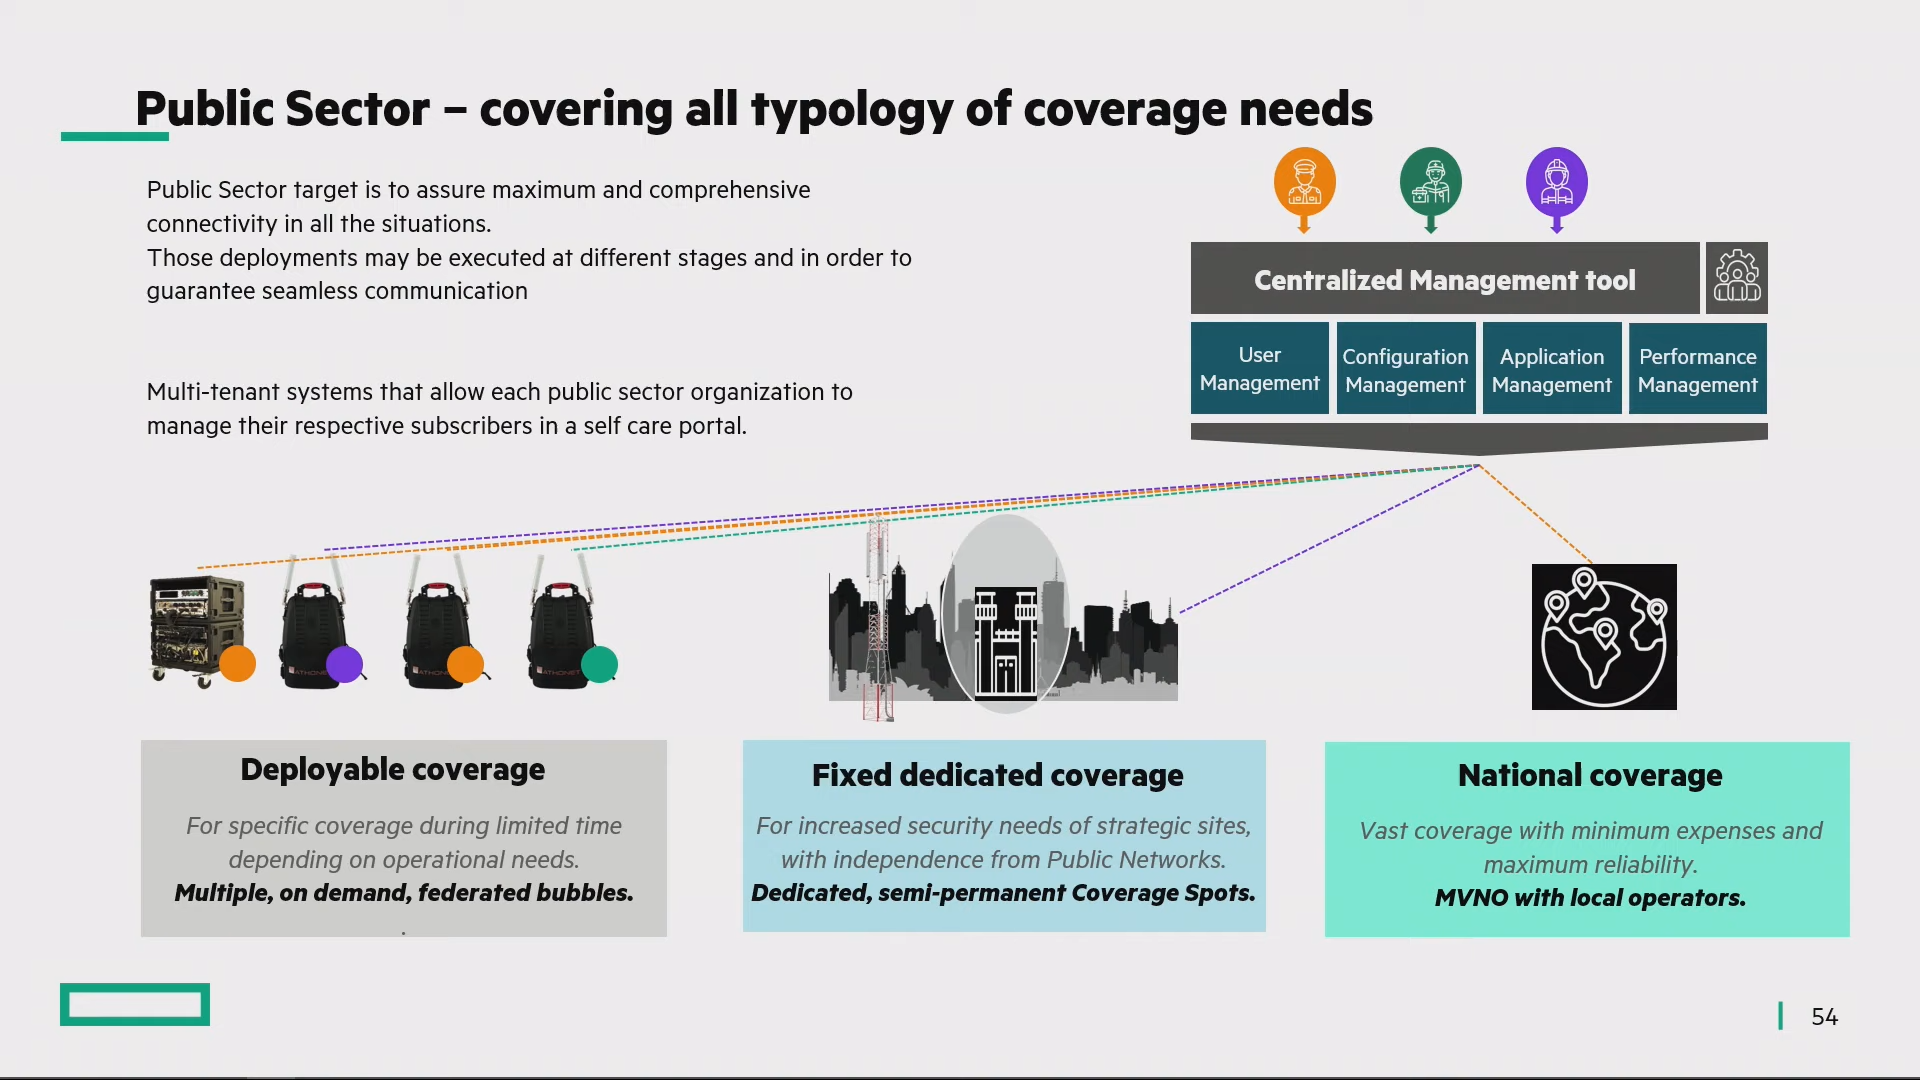 Public Sector – covering all typology of coverage needs
Public Sector target is to assure maximum and comprehensive
connectivity in all the situations.
Those deployments may be executed at different stages and in order to
guarantee seamless communication
Multi-tenant systems that allow each public sector organization to
manage their respective subscribers in a self care portal.
Centralized Management tool
User
Management
Configuration
Management
Application
Management
Performance
Management
Deployable coverage
For specific coverage during limited time
depending on operational needs.
Multiple, on demand, federated bubbles.
.
Fixed dedicated coverage
For increased security needs of strategic sites,
with independence from Public Networks.
Dedicated, semi-permanent Coverage Spots.
National coverage
Vast coverage with minimum expenses and
maximum reliability.
MVNO with local operators.
54